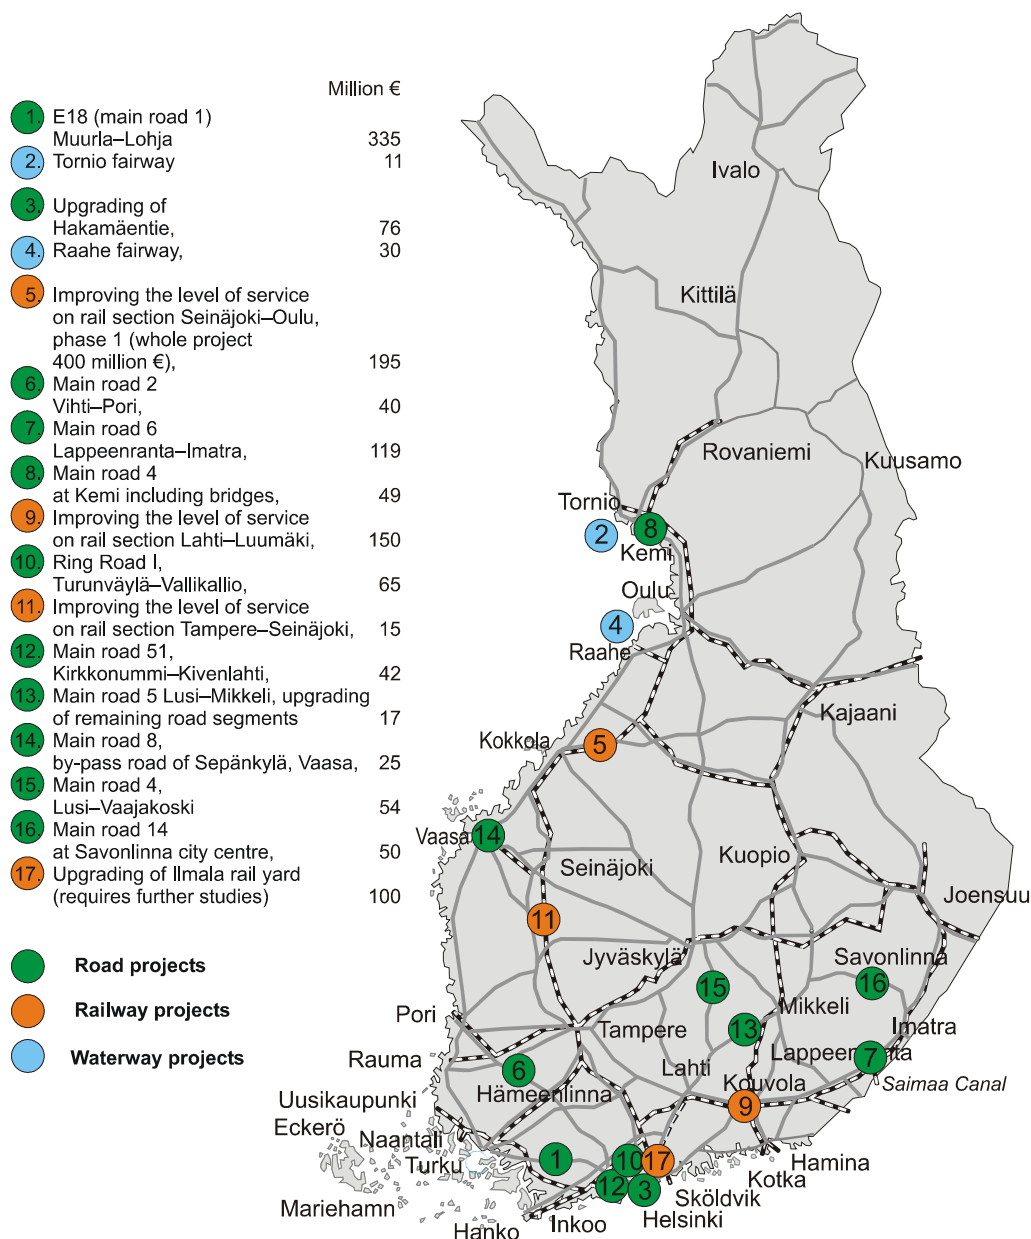 Million €
1. E18 (main road 1)
Muurla–Lohja 335
2. Tornio fairway 11
3. Upgrading of
Hakamäentie, 76
4. Raahe fairway, 30
5. Improving the level of service
on rail section Seinäjoki–Oulu,
phase 1 (whole project
400 million €), 195
6. Main road 2
Vihti–Pori, 40
7. Main road 6
Lappeenranta–Imatra, 119
8. Main road 4
at Kemi including bridges, 49
9. Improving the level of service
on rail section Lahti–Luumäki, 150
10. Ring Road I,
Turunväylä–Vallikallio, 65
11. Improving the level of service
on rail section Tampere–Seinäjoki, 15
12. Main road 51,
Kirkkonummi–Kivenlahti, 42
13. Main road 5 Lusi–Mikkeli, upgrading
of remaining road segments 17
14. Main road 8,
by-pass road of Sepänkylä, Vaasa, 25
15. Main road 4,
Lusi–Vaajakoski 54
16. Main road 14
at Savonlinna city centre, 50
17. Upgrading of Ilmala rail yard
(requires further studies) 100
Road projects
Railway projects
Waterway projects
Ivalo
Kittilä
Rovaniemi
Kuusamo
Tornio
2
8
Kemi
Oulu
4
Raahe
Kajaani
Kokkola
5
Vaasa
14
Kuopio
Seinäjoki
Joensuu
11
Jyväskylä
Savonlinna
15
16
Mikkeli
Pori
Tampere
13
Imatra
Rauma
Lahti
Lappeenranta
7
6
Kouvola
Saimaa Canal
Hämeenlinna
9
Uusikaupunki
Eckerö
Naantali
Turku
1
10
17
Hamina
Kotka
12
3
Sköldvik
Mariehamn
Helsinki
Inkoo
Hanko